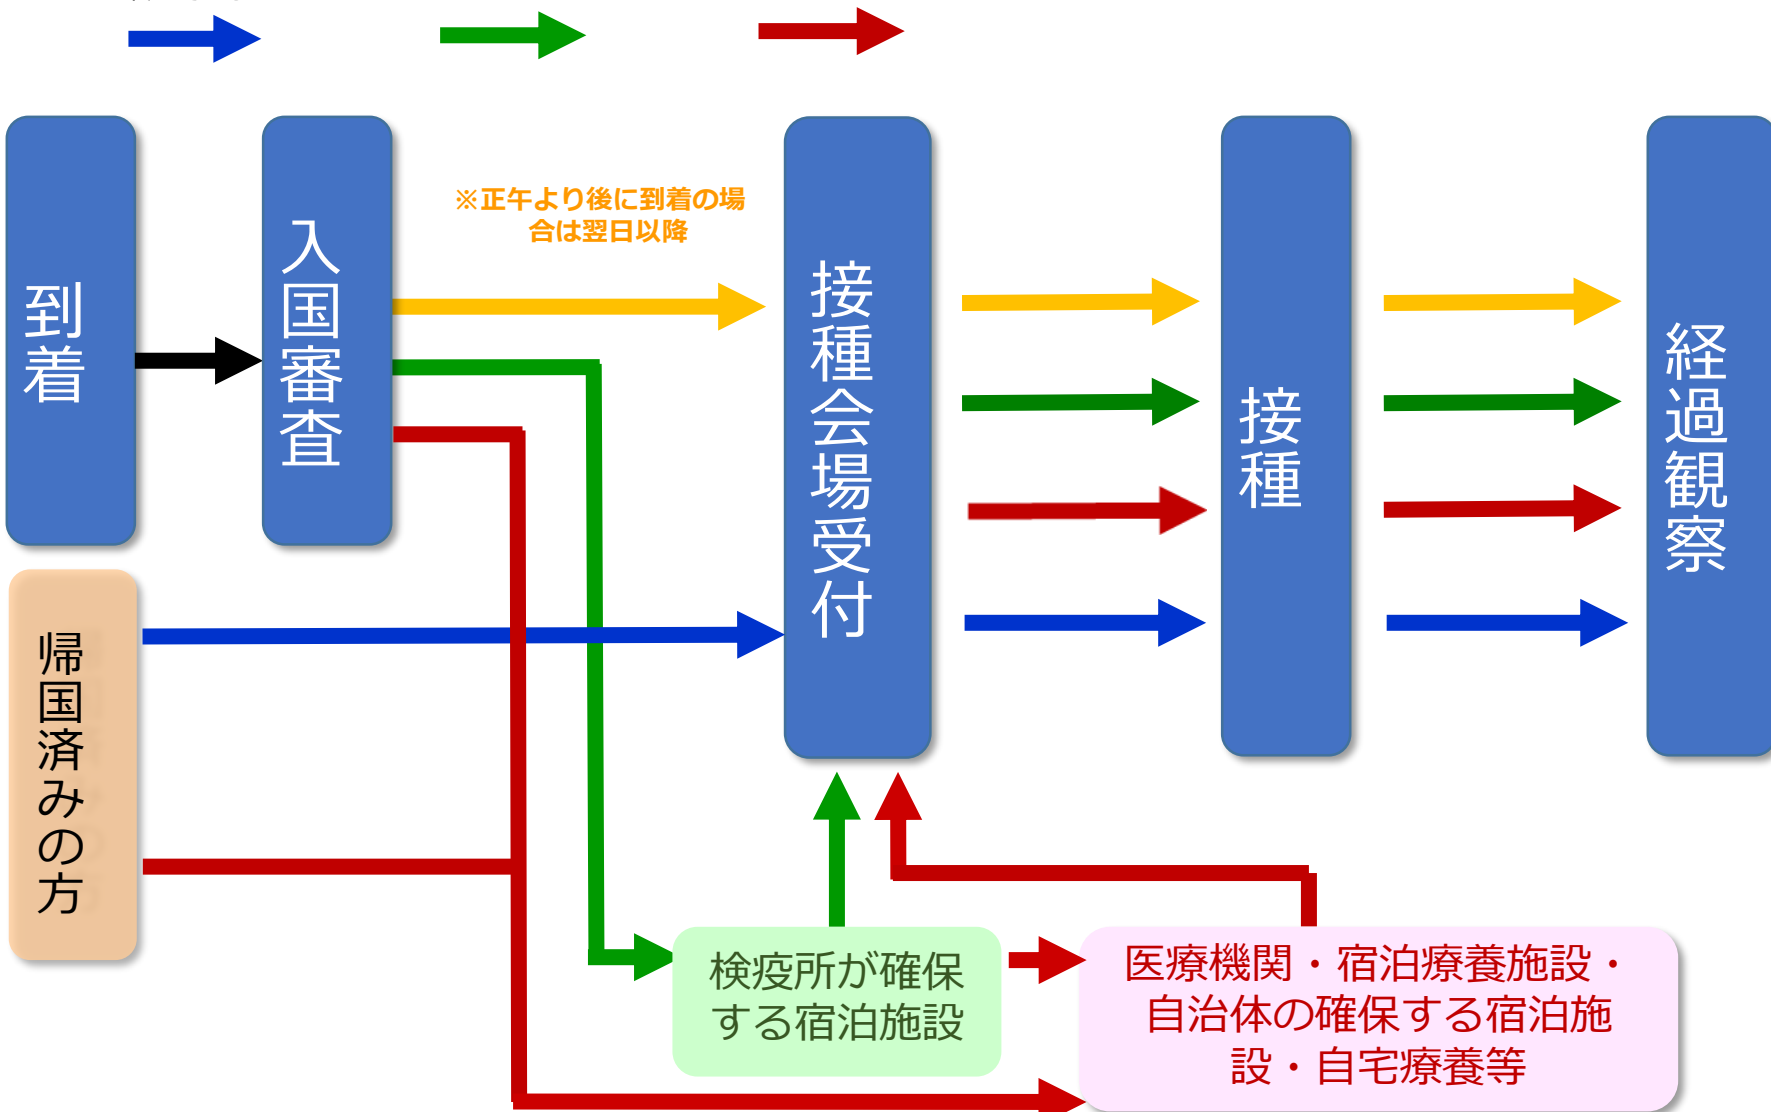 ※正午より後に到着の場
合は翌日以降
到着
入国審査
接種会場受付
接種
経過観察
帰国済みの方
検疫所が確保
する宿泊施設
医療機関・宿泊療養施設・
自治体の確保する宿泊施
設・自宅療養等